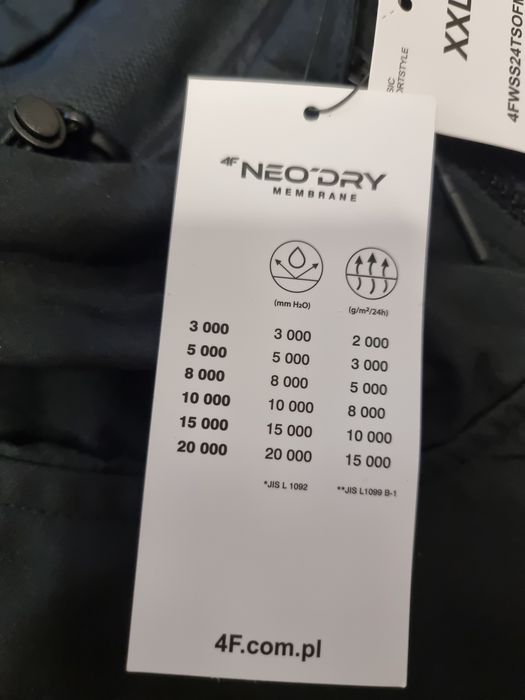 XXL
4FWSS24TSOF
ORTSTYLE
4F NEO DRY
MEMBRANE
(mm H₂O) (g/m²/24h)
3 000 3 000 2 000
5 000 5 000 3 000
8 000 8 000 5 000
10 000 10 000 8 000
15 000 15 000 10 000
20 000 20 000 15 000
*JIS L 1092 **JIS L1099 B-1
4F.com.pl